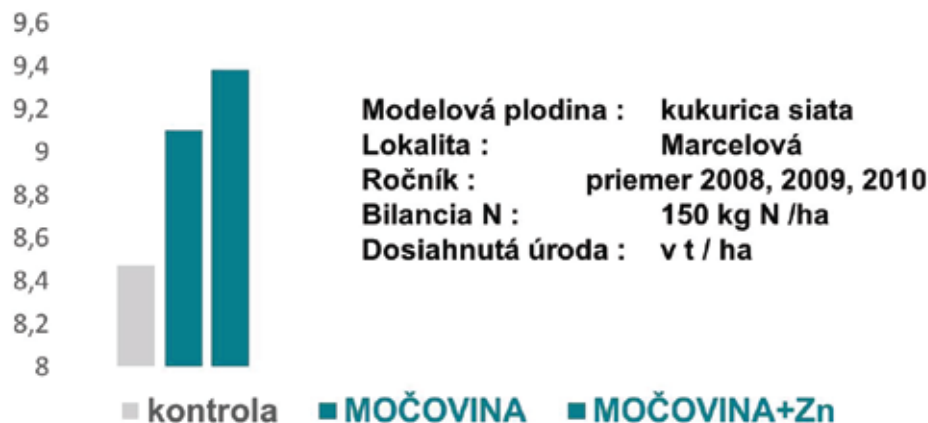 9,6
9,4
9,2
9
8,8
8,6
8,4
8,2
8
Modelová plodina : kukurica siata
Lokalita : Marcelová
Ročník : priemer 2008, 2009, 2010
Bilancia N : 150 kg N /ha
Dosiahnutá úroda : v t / ha
kontrola MOČOVINA MOČOVINA+Zn